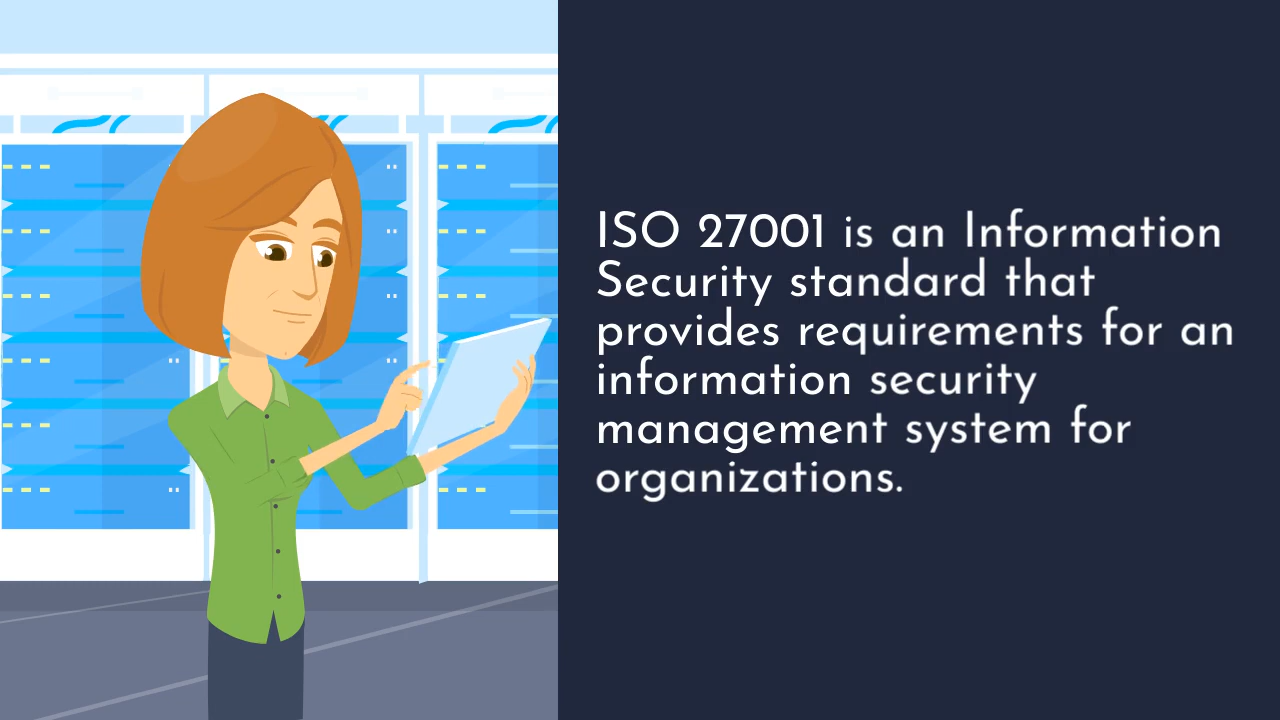 ISO 27001 is an Information
Security standard that
provides requirements for an
information security
management system for
organizations.